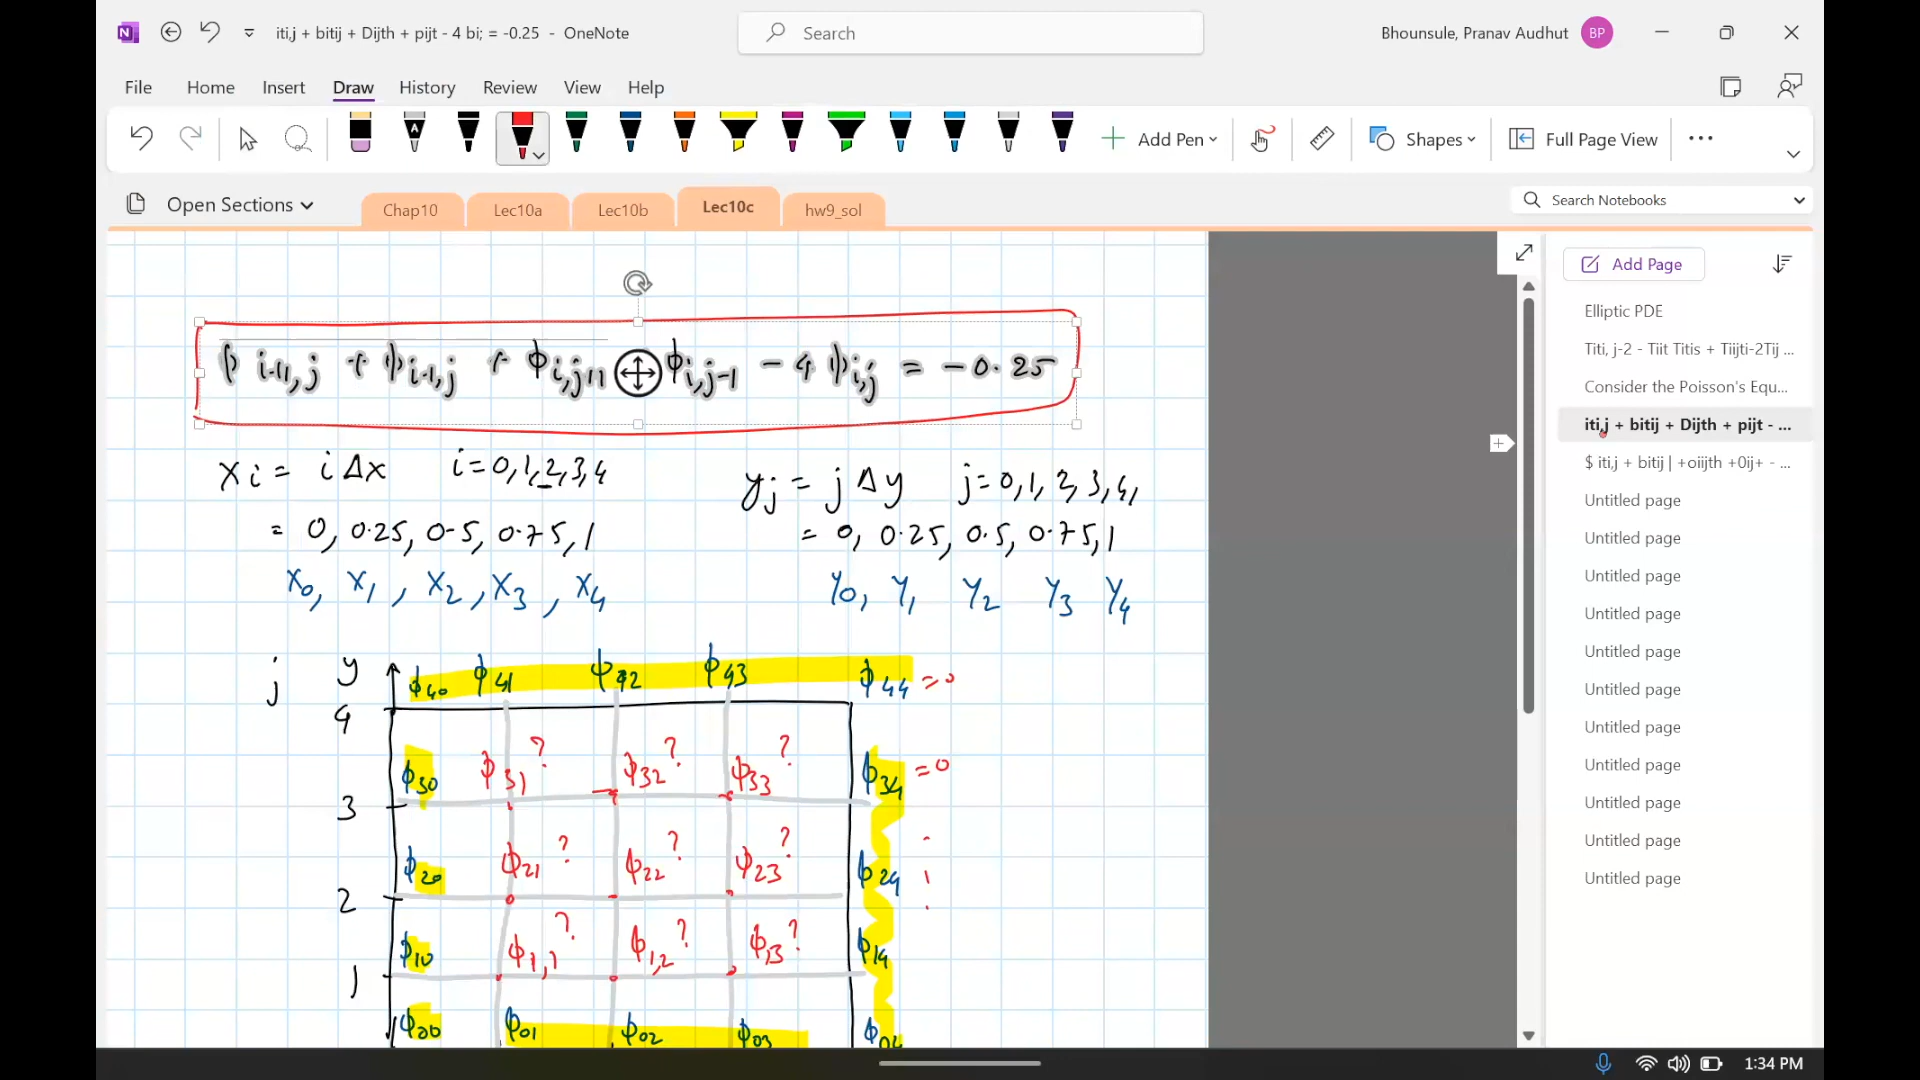 iti,j + bitij + Dijth + pijt - 4 bi; = -0.25 - OneNote
Search
Bhounsule, Pranav Audhut
BP
File Home Insert Draw History Review View Help
Add Pen
Shapes
Full Page View
Open Sections
Chap10
Lec10a
Lec10b
Lec10c
hw9_sol
Search Notebooks
ϕ i+1,j + ϕi-1,j + ϕi,j+1 ϕi,j-1 - 4 ϕi,j = -0.25
xi = i Δx i=0,1,2,3,4
= 0, 0.25, 0.5, 0.75, 1
x0, x1, x2, x3, x4
yj = j Δy j=0,1,2,3,4,
= 0, 0.25, 0.5, 0.75, 1
y0, y1 y2 y3 y4
j y ϕ40 ϕ41 ϕ42 ϕ43 ϕ44 = 0
4
ϕ30 ϕ31? ϕ32? ϕ33? ϕ34 = 0
3
ϕ20 ϕ21? ϕ22? ϕ23? ϕ24
2
ϕ10 ϕ1,1? ϕ1,2? ϕ13? ϕ14
1
ϕ00 ϕ01 ϕ02 ϕ03 ϕ04
Add Page
Elliptic PDE
Titi, j-2 - Tiit Titis + Tiijti-2Tij ...
Consider the Poisson's Equ...
iti,j + bitij + Dijth + pijt - ...
$ iti,j + bitij | +oiijth +0ij+ - ...
Untitled page
Untitled page
Untitled page
Untitled page
Untitled page
Untitled page
Untitled page
Untitled page
Untitled page
Untitled page
Untitled page
1:34 PM